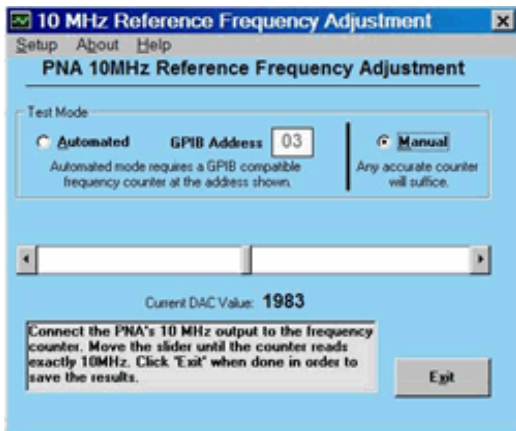 10 MHz Reference Frequency Adjustment
Setup About Help
PNA 10MHz Reference Frequency Adjustment
Test Mode
Automated GPIB Address 03 Manual
Automated mode requires a GPIB compatible
frequency counter at the address shown.
Any accurate counter
will suffice.
Current DAC Value: 1983
Connect the PNA's 10 MHz output to the frequency
counter. Move the slider until the counter reads
exactly 10MHz. Click "Exit" when done in order to
save the results.
Exit